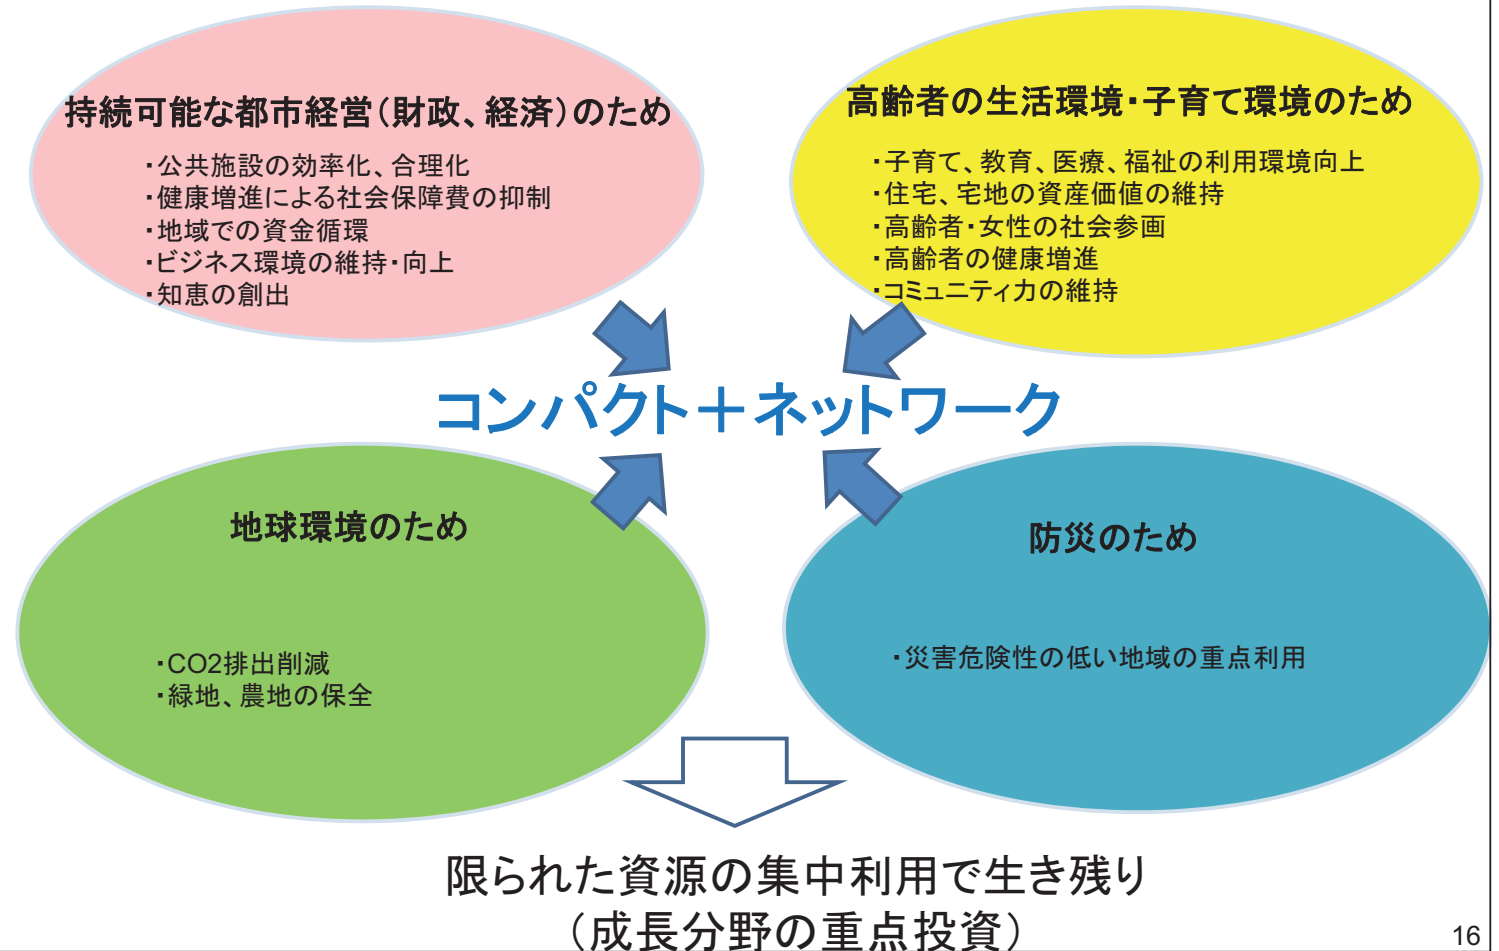 持続可能な都市経営（財政、経済）のため
・公共施設の効率化、合理化
・健康増進による社会保障費の抑制
・地域での資金循環
・ビジネス環境の維持・向上
・知恵の創出
高齢者の生活環境・子育て環境のため
・子育て、教育、医療、福祉の利用環境向上
・住宅、宅地の資産価値の維持
・高齢者・女性の社会参画
・高齢者の健康増進
・コミュニティ力の維持
コンパクト＋ネットワーク
地球環境のため
・CO2排出削減
・緑地、農地の保全
防災のため
・災害危険性の低い地域の重点利用
限られた資源の集中利用で生き残り
（成長分野の重点投資）
16